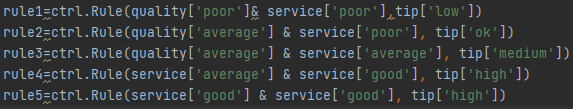 rule1=ctrl.Rule(quality['poor']& service['poor'],tip['low'])
rule2=ctrl.Rule(quality['average'] & service['poor'], tip['ok'])
rule3=ctrl.Rule(quality['average'] & service['average'], tip['medium'])
rule4=ctrl.Rule(service['average'] & service['good'], tip['high'])
rule5=ctrl.Rule(service['good'] & service['good'], tip['high'])